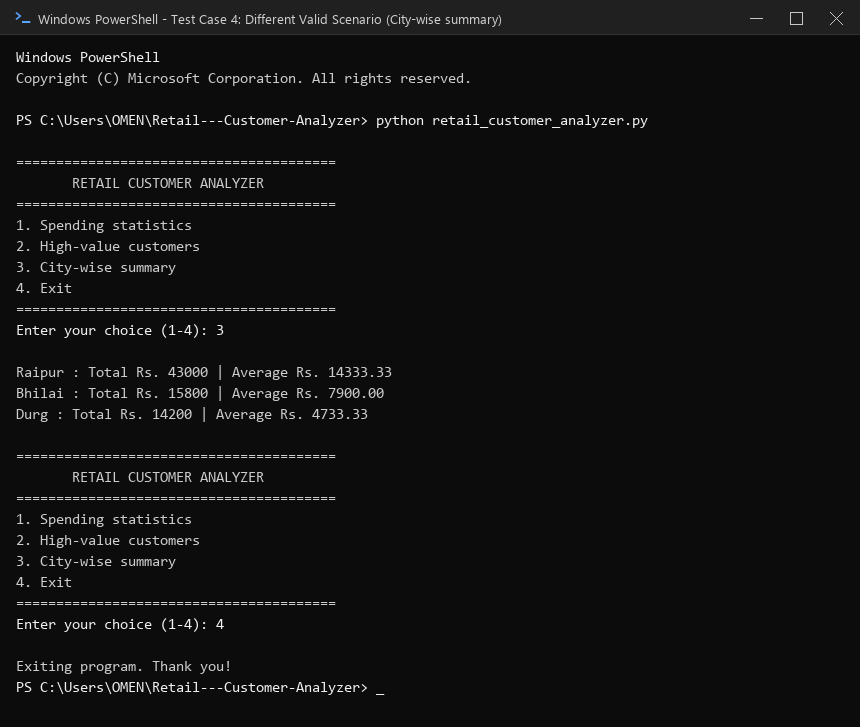 Windows PowerShell - Test Case 4: Different Valid Scenario (City-wise summary)
Windows PowerShell
Copyright (C) Microsoft Corporation. All rights reserved.
PS C:\Users\OMEN\Retail---Customer-Analyzer> python retail_customer_analyzer.py
========================================
RETAIL CUSTOMER ANALYZER
========================================
1. Spending statistics
2. High-value customers
3. City-wise summary
4. Exit
========================================
Enter your choice (1-4): 3
Raipur : Total Rs. 43000 | Average Rs. 14333.33
Bhilai : Total Rs. 15800 | Average Rs. 7900.00
Durg : Total Rs. 14200 | Average Rs. 4733.33
========================================
RETAIL CUSTOMER ANALYZER
========================================
1. Spending statistics
2. High-value customers
3. City-wise summary
4. Exit
========================================
Enter your choice (1-4): 4
Exiting program. Thank you!
PS C:\Users\OMEN\Retail---Customer-Analyzer> _